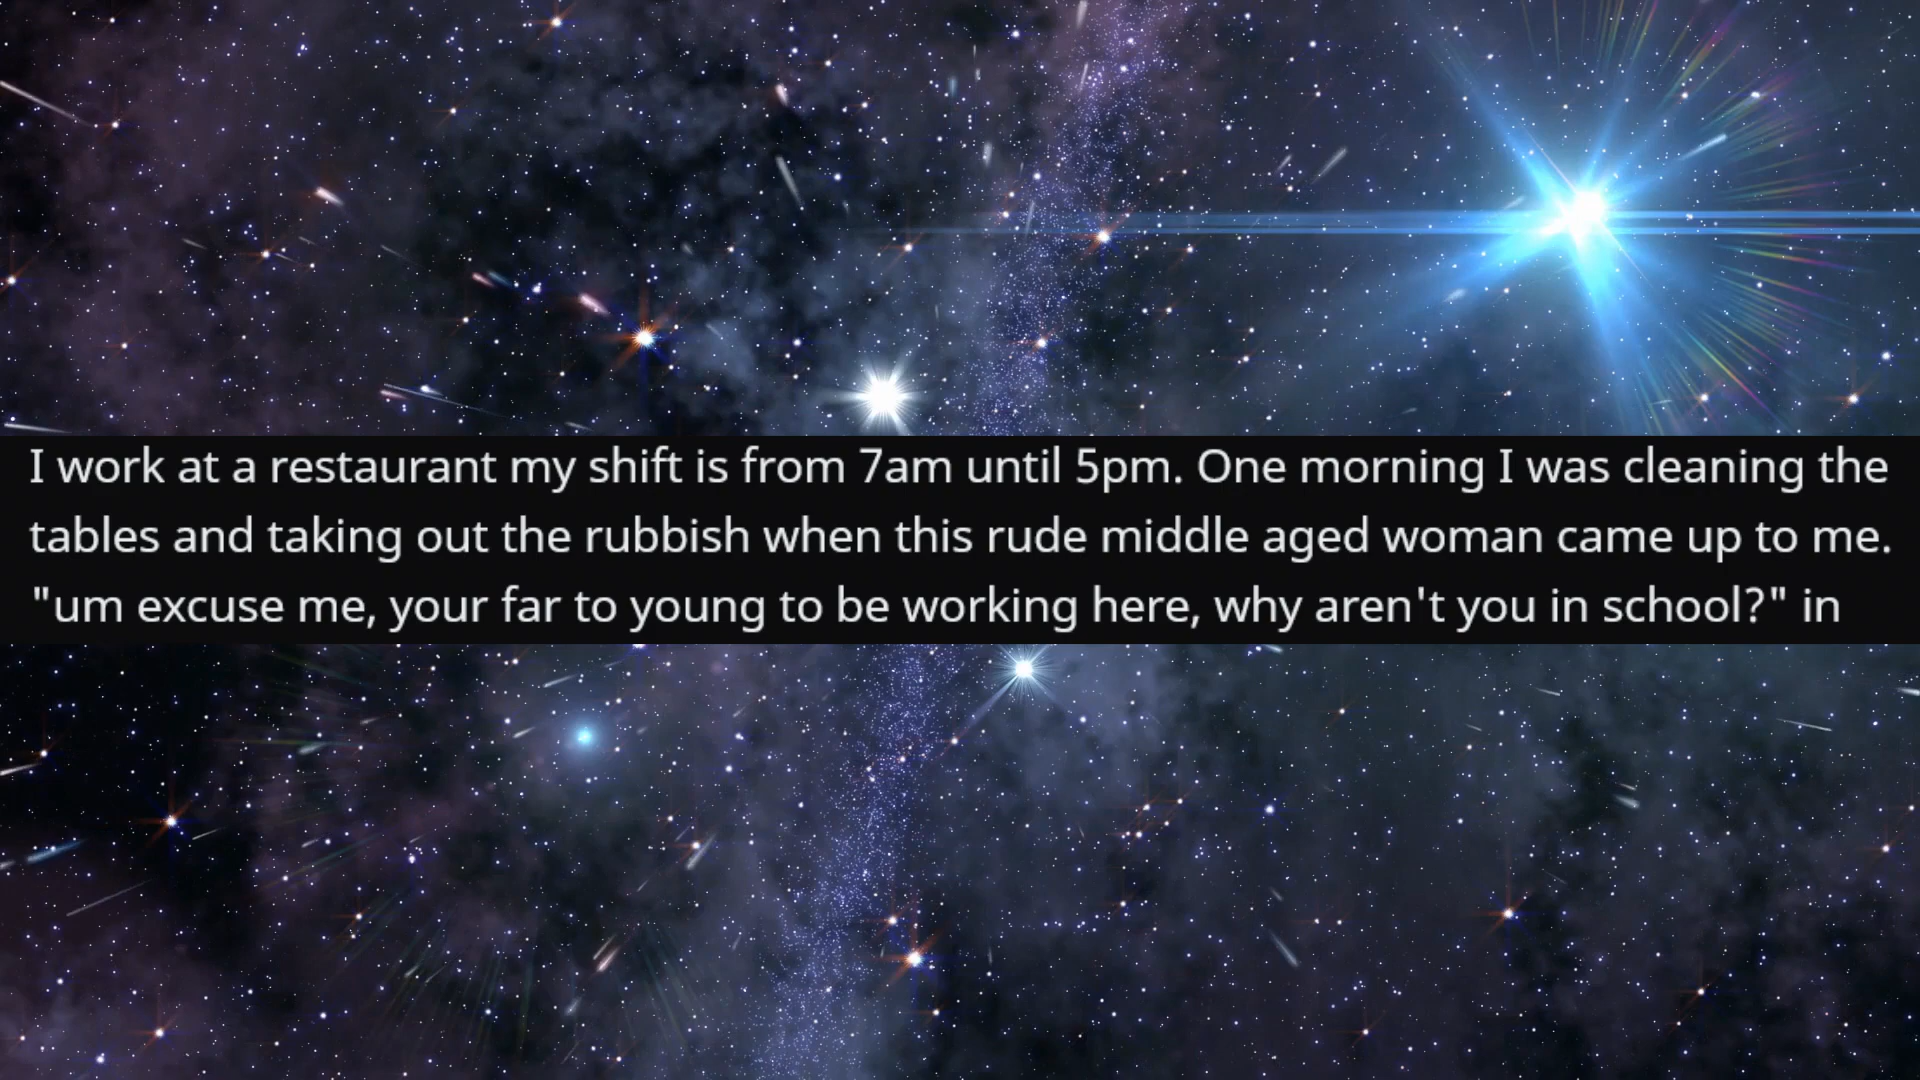 I work at a restaurant my shift is from 7am until 5pm. One morning I was cleaning the
tables and taking out the rubbish when this rude middle aged woman came up to me.
"um excuse me, your far to young to be working here, why aren't you in school?" in